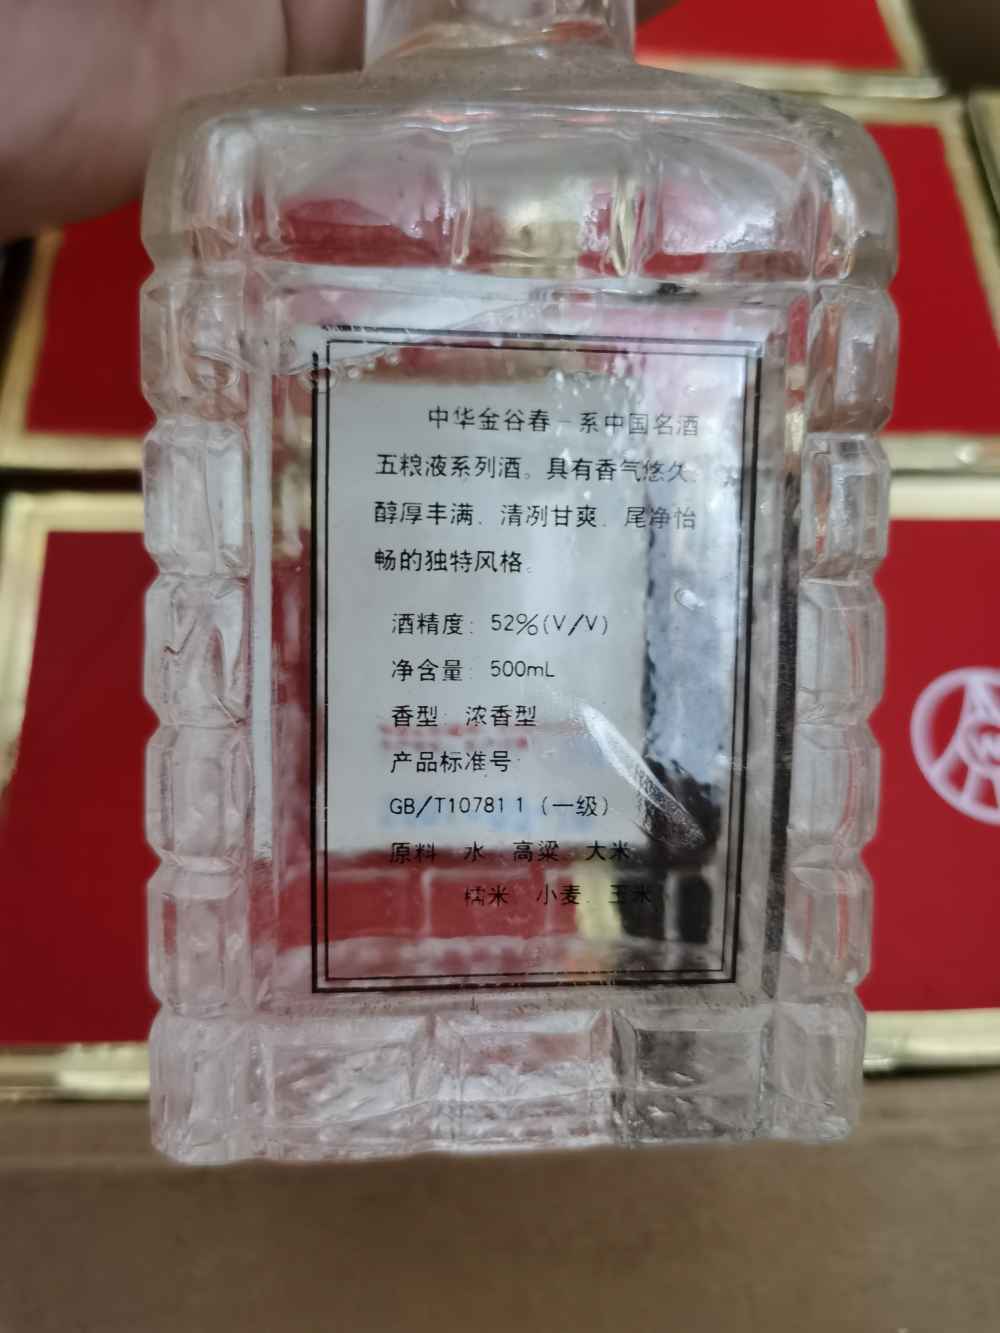 中华金谷春一系中国名酒
五粮液系列酒。具有香气悠久、
醇厚丰满、清冽甘爽、尾净怡
畅的独特风格。
酒精度：52%(V/V)
净含量：500mL
香型：浓香型
产品标准号：
GB/T10781.1（一级）
原料：水、高粱、大米、
糯米、小麦、玉米
W